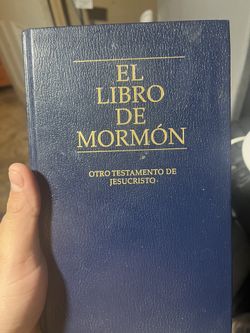 EL
LIBRO
DE
MORMÓN
OTRO TESTAMENTO DE
JESUCRISTO